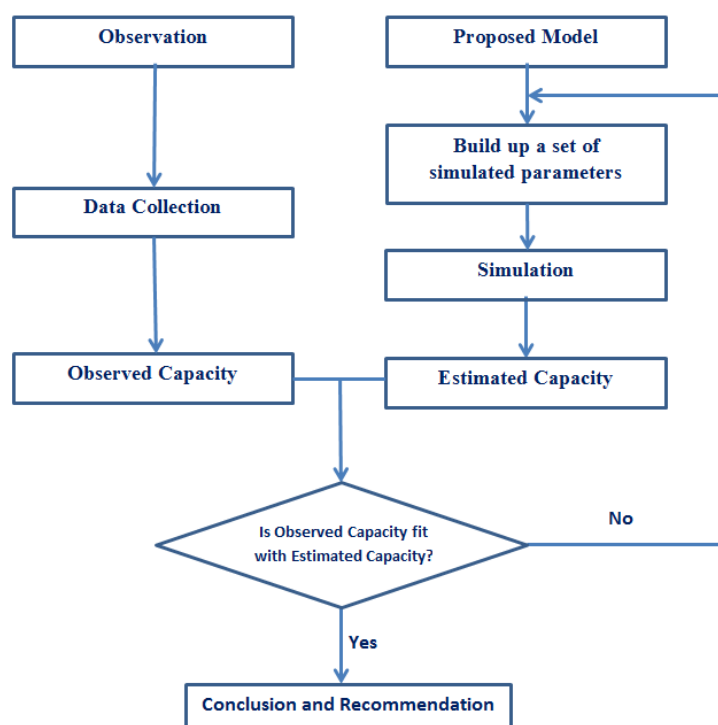 Observation
Proposed Model
Build up a set of
simulated parameters
Data Collection
Simulation
Observed Capacity
Estimated Capacity
Is Observed Capacity fit
with Estimated Capacity?
No
Yes
Conclusion and Recommendation